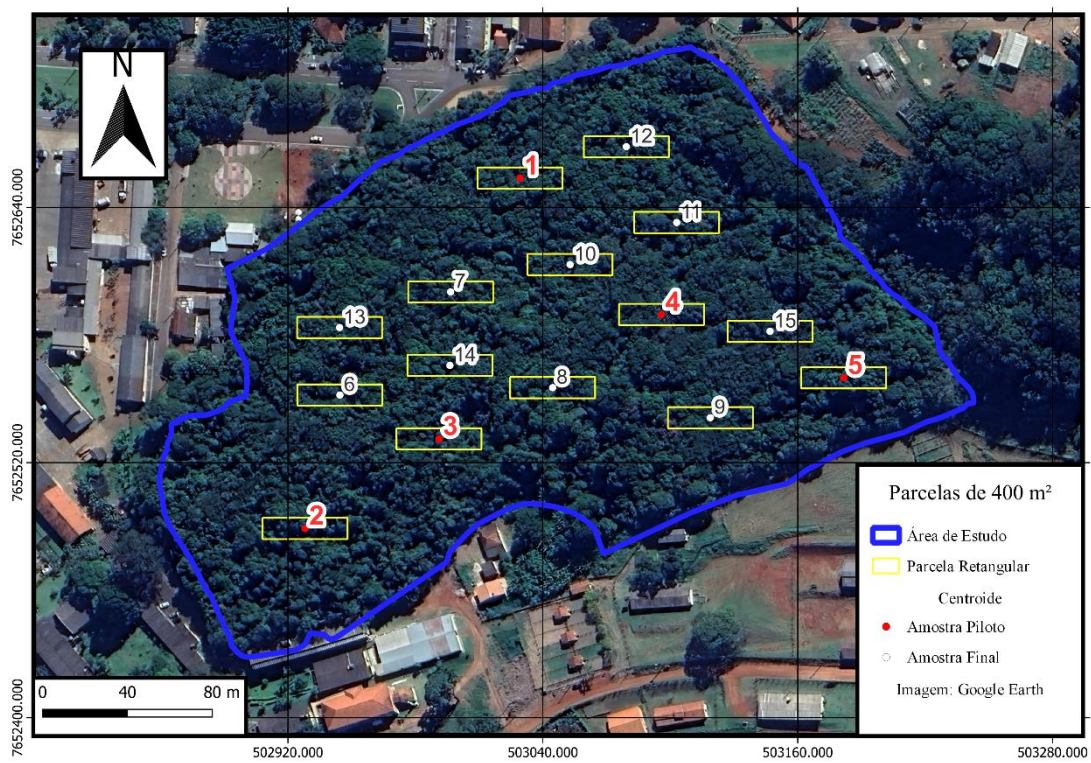 N
12
1
11
10
7
4
13
15
14
8
5
6
9
3
2
7652640.000
7652520.000
7652400.000
0 40 80 m
502920.000 503040.000 503160.000 503280.000
Parcelas de 400 m²
Área de Estudo
Parcela Retangular
Centroide
Amostra Piloto
Amostra Final
Imagem: Google Earth